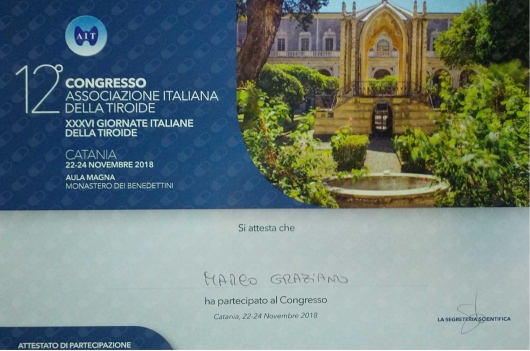 AIT
12° CONGRESSO
ASSOCIAZIONE ITALIANA
DELLA TIROIDE
XXXVI GIORNATE ITALIANE
DELLA TIROIDE
CATANIA
22-24 NOVEMBRE 2018
AULA MAGNA
MONASTERO DEI BENEDETTINI
Si attesta che
MARCO GRAZIANO
ha partecipato al Congresso
Catania, 22-24 Novembre 2018
LA SEGRETERIA SCIENTIFICA
ATTESTATO DI PARTECIPAZIONE